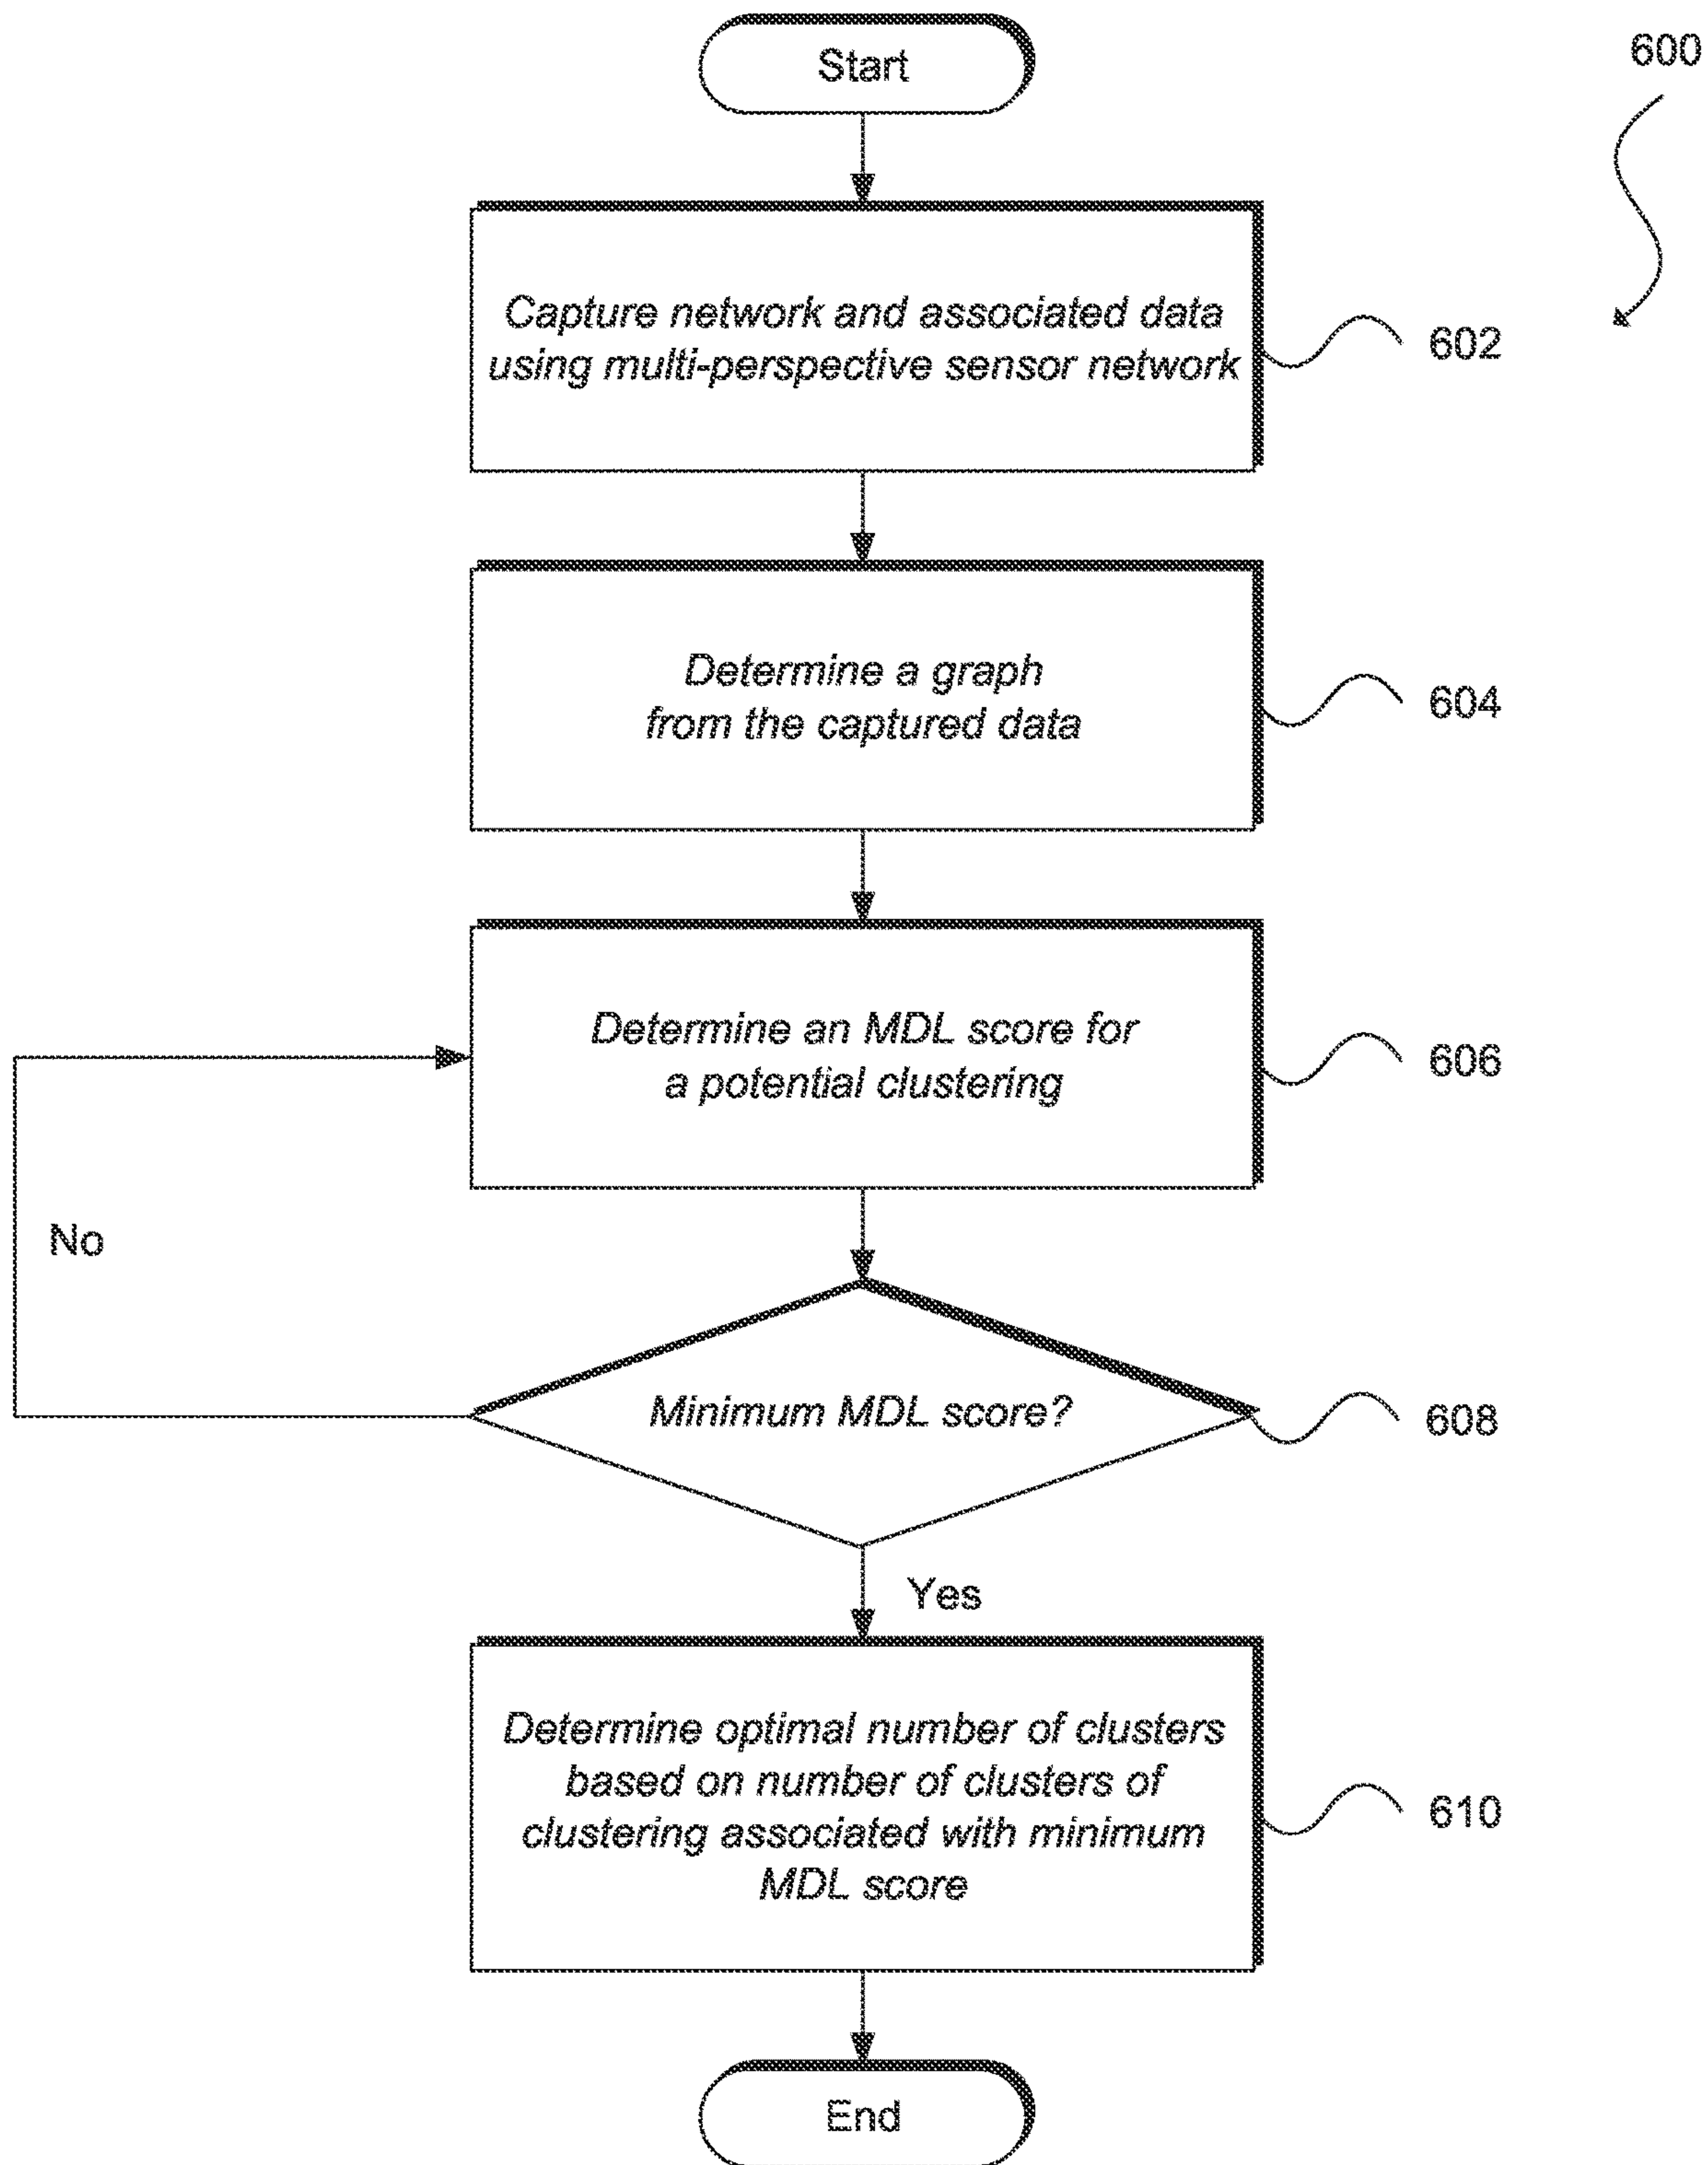 Start
600
Capture network and associated data
using multi-perspective sensor network
602
Determine a graph
from the captured data
604
Determine an MDL score for
a potential clustering
606
No
Minimum MDL score?
608
Yes
Determine optimal number of clusters
based on number of clusters of
clustering associated with minimum
MDL score
610
End